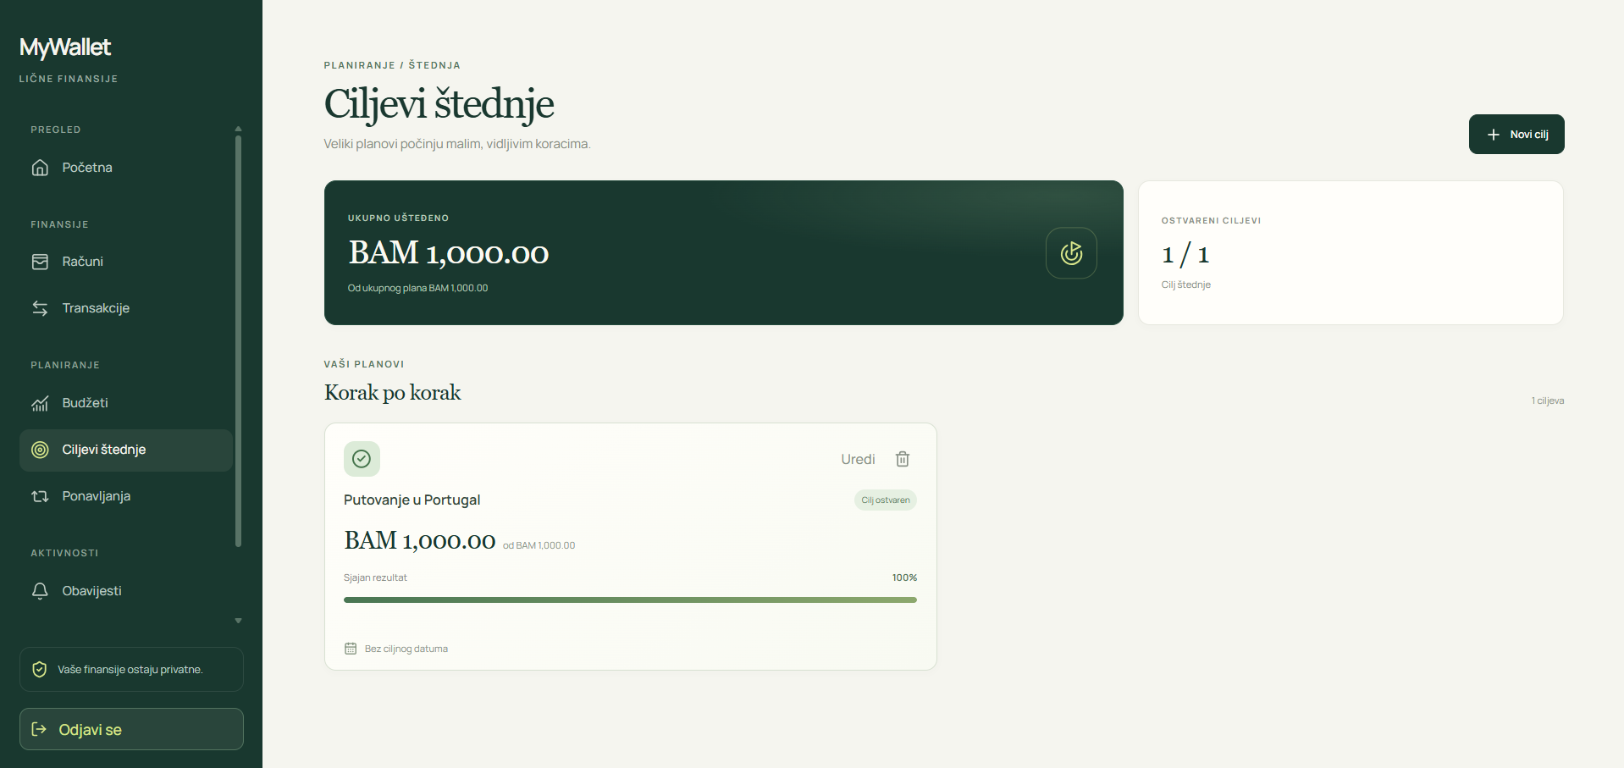 MyWallet
LIČNE FINANSIJE
PREGLED
Početna
FINANSIJE
Računi
Transakcije
PLANIRANJE
Budžeti
Ciljevi štednje
Ponavljanja
AKTIVNOSTI
Obavijesti
Vaše finansije ostaju privatne.
Odjavi se
PLANIRANJE / ŠTEDNJA
Ciljevi štednje
Veliki planovi počinju malim, vidljivim koracima.
Novi cilj
UKUPNO UŠTEĐENO
BAM 1,000.00
Od ukupnog plana BAM 1,000.00
OSTVARENI CILJEVI
1 / 1
Cilj štednje
VAŠI PLANOVI
Korak po korak
1 ciljeva
Uredi
Putovanje u Portugal
Cilj ostvaren
BAM 1,000.00 od BAM 1,000.00
Sjajan rezultat 100%
Bez ciljnog datuma